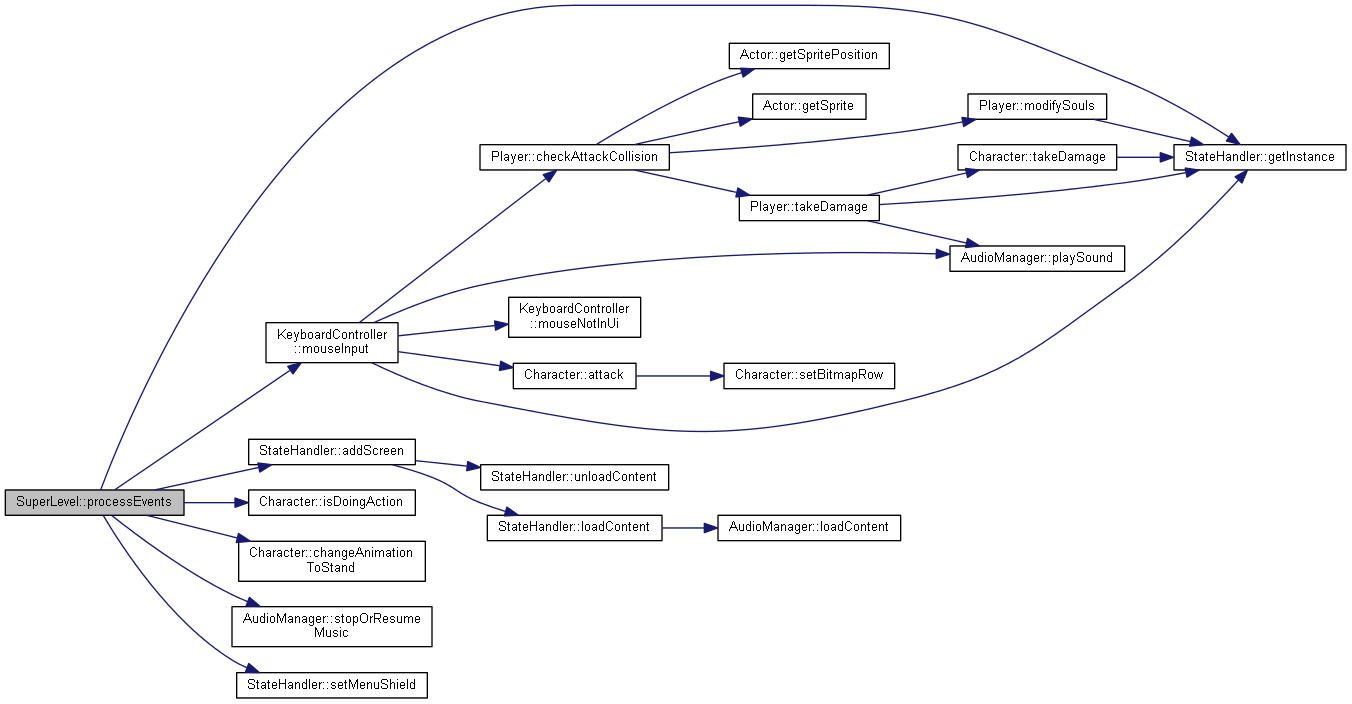 Actor::getSpritePosition
Actor::getSprite
Player::modifySouls
Player::checkAttackCollision
Character::takeDamage
StateHandler::getInstance
Player::takeDamage
AudioManager::playSound
KeyboardController
::mouseNotInUi
KeyboardController
::mouseInput
Character::attack
Character::setBitmapRow
StateHandler::addScreen
StateHandler::unloadContent
SuperLevel::processEvents
Character::isDoingAction
StateHandler::loadContent
AudioManager::loadContent
Character::changeAnimation
ToStand
AudioManager::stopOrResume
Music
StateHandler::setMenuShield